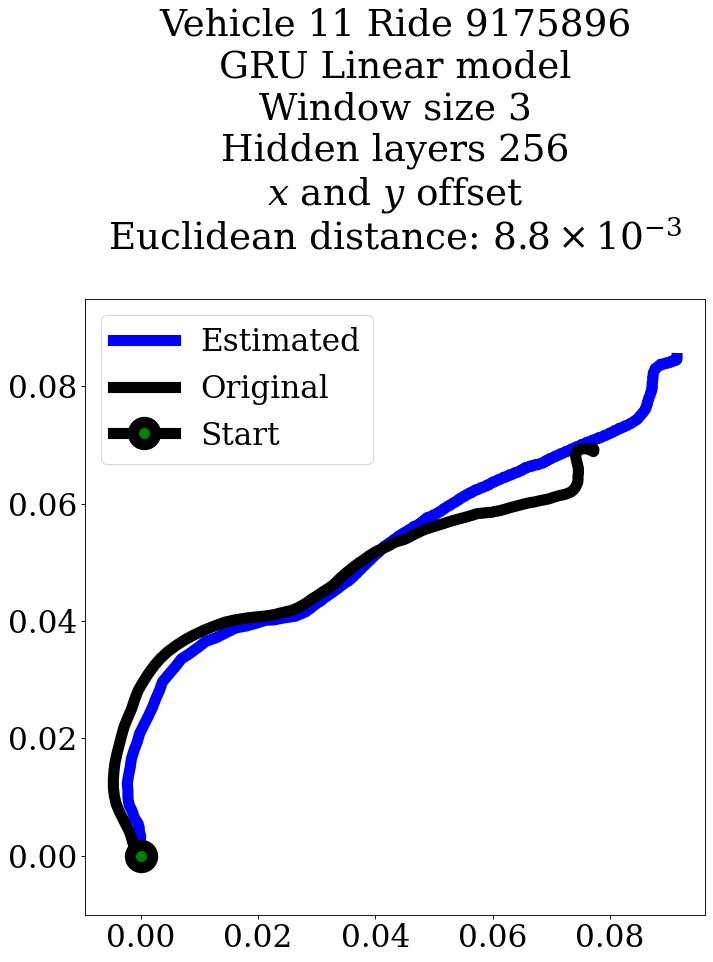 Vehicle 11 Ride 9175896
GRU Linear model
Window size 3
Hidden layers 256
x and y offset
Euclidean distance: 8.8 × 10⁻³
Estimated
Original
Start
0.08
0.06
0.04
0.02
0.00
0.00 0.02 0.04 0.06 0.08